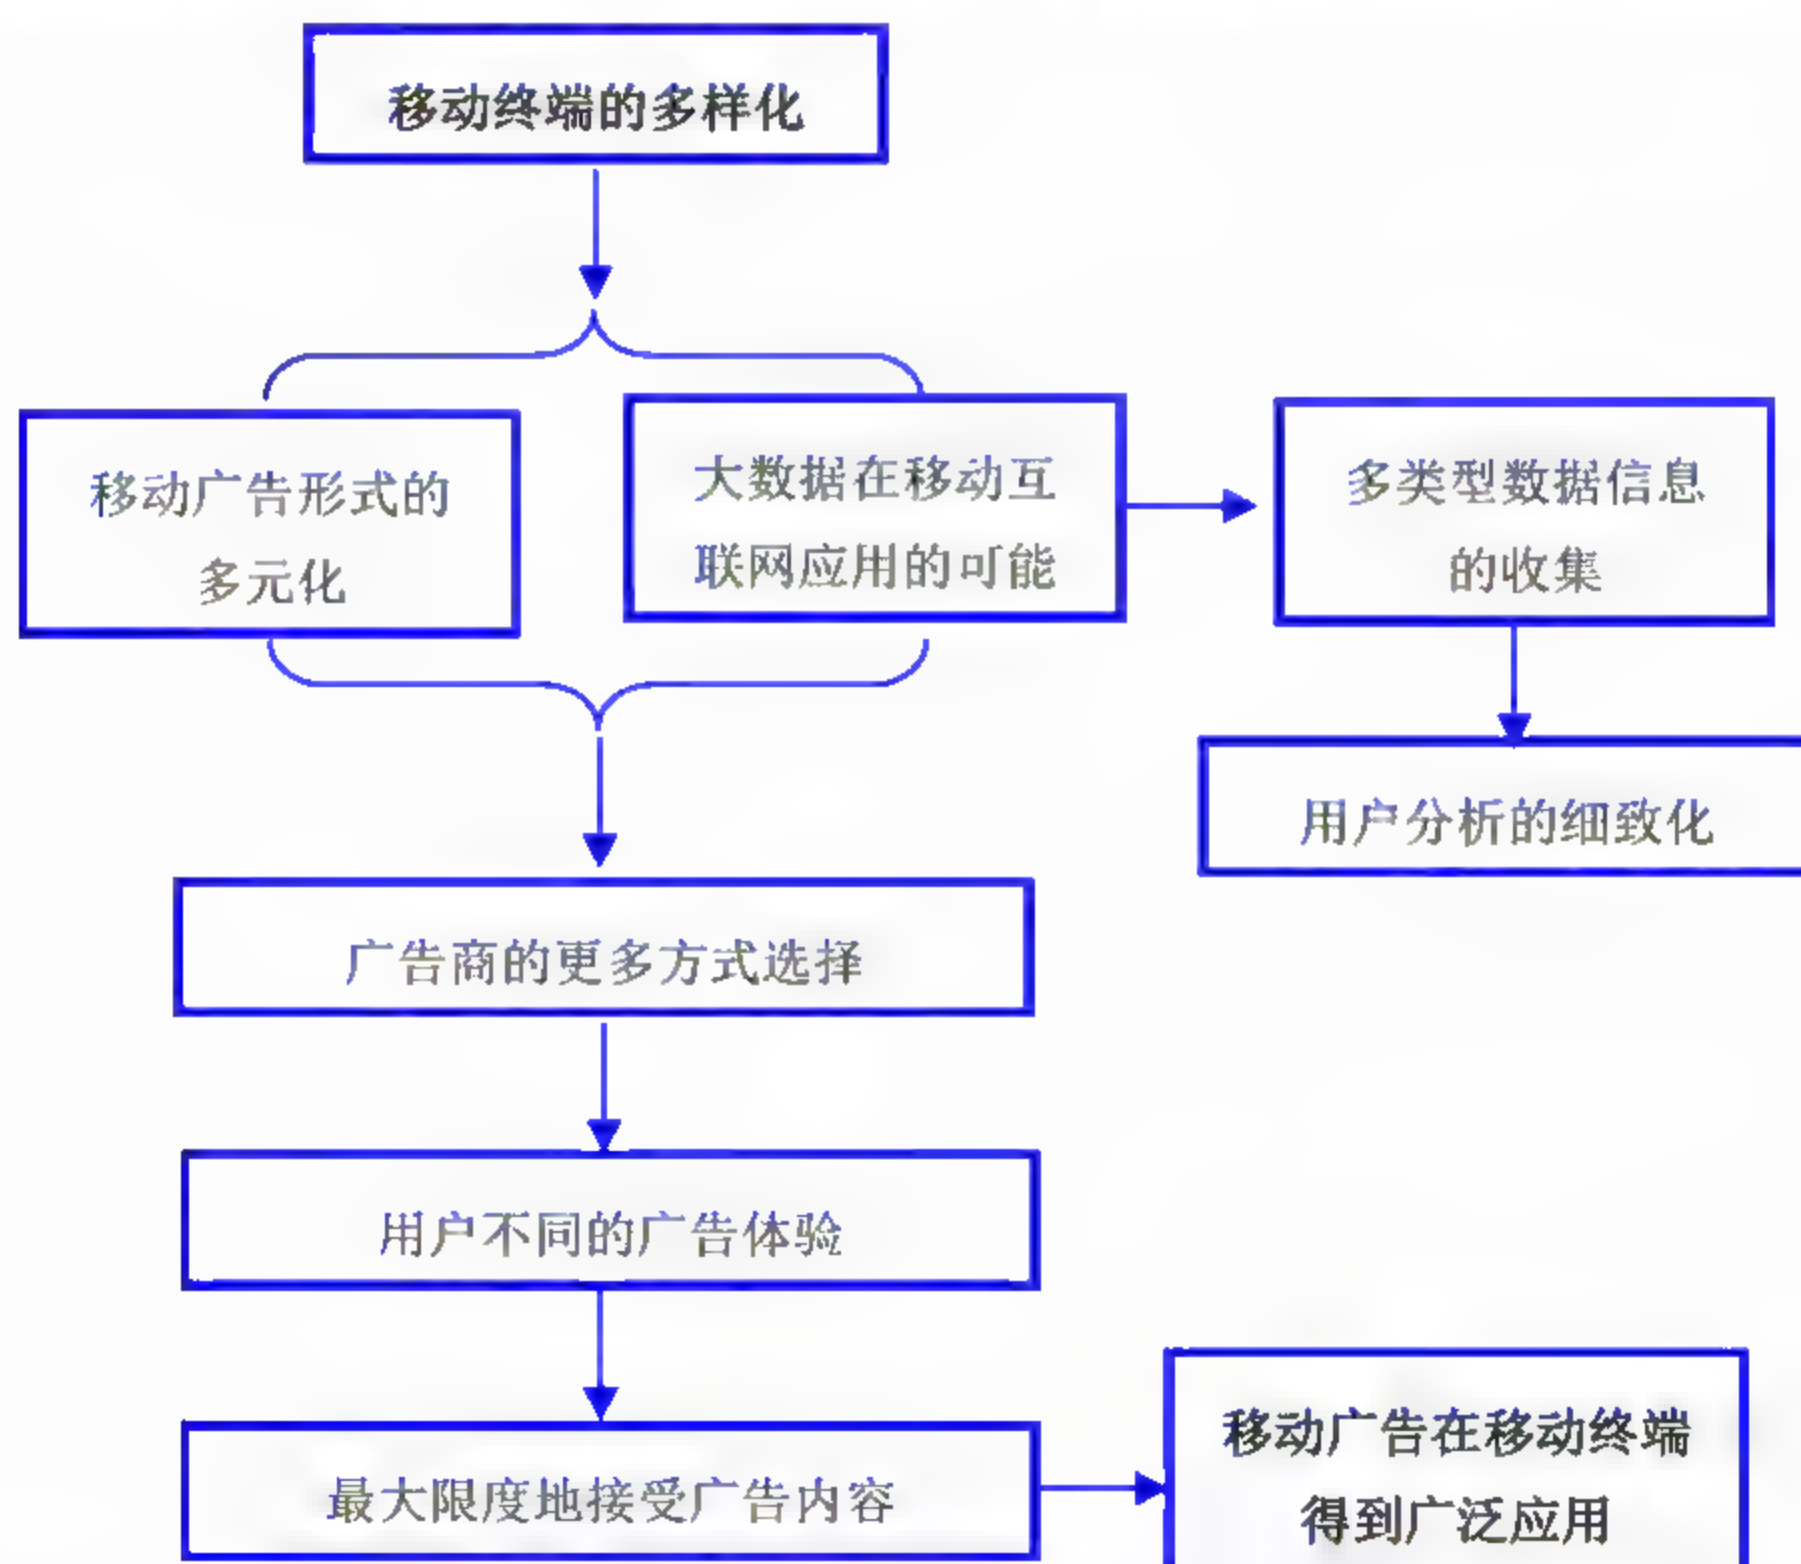 移动终端的多样化
移动广告形式的
多元化
大数据在移动互
联网应用的可能
多类型数据信息
的收集
用户分析的细致化
广告商的更多方式选择
用户不同的广告体验
最大限度地接受广告内容
移动广告在移动终端
得到广泛应用